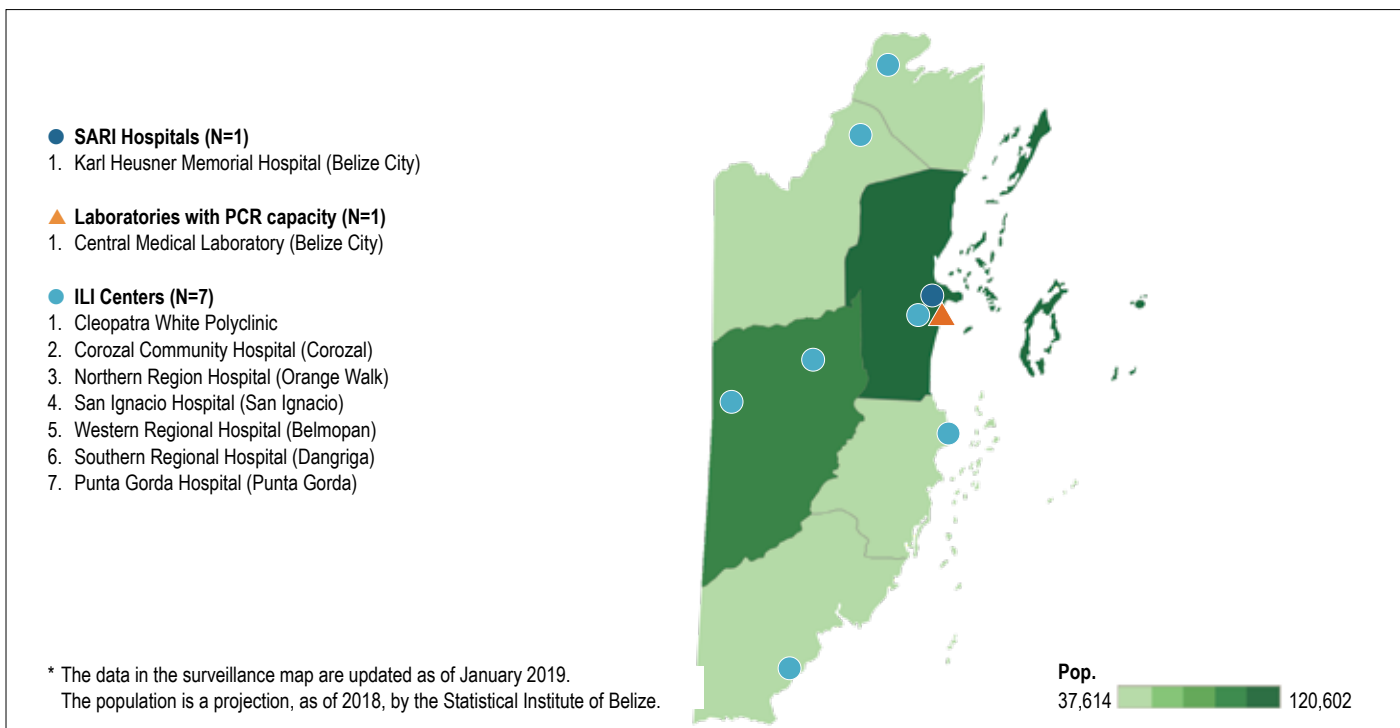 SARI Hospitals (N=1)
1. Karl Heusner Memorial Hospital (Belize City)
Laboratories with PCR capacity (N=1)
1. Central Medical Laboratory (Belize City)
ILI Centers (N=7)
1. Cleopatra White Polyclinic
2. Corozal Community Hospital (Corozal)
3. Northern Region Hospital (Orange Walk)
4. San Ignacio Hospital (San Ignacio)
5. Western Regional Hospital (Belmopan)
6. Southern Regional Hospital (Dangriga)
7. Punta Gorda Hospital (Punta Gorda)
* The data in the surveillance map are updated as of January 2019.
The population is a projection, as of 2018, by the Statistical Institute of Belize.
Pop.
37,614 120,602